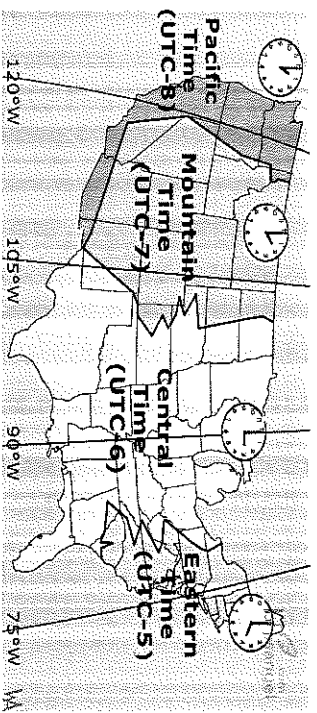 Pacific
Time
(UTC-8)
Mountain
Time
(UTC-7)
Central
Time
(UTC-6)
Eastern
Time
(UTC-5)
120°W
105°W
90°W
75°W